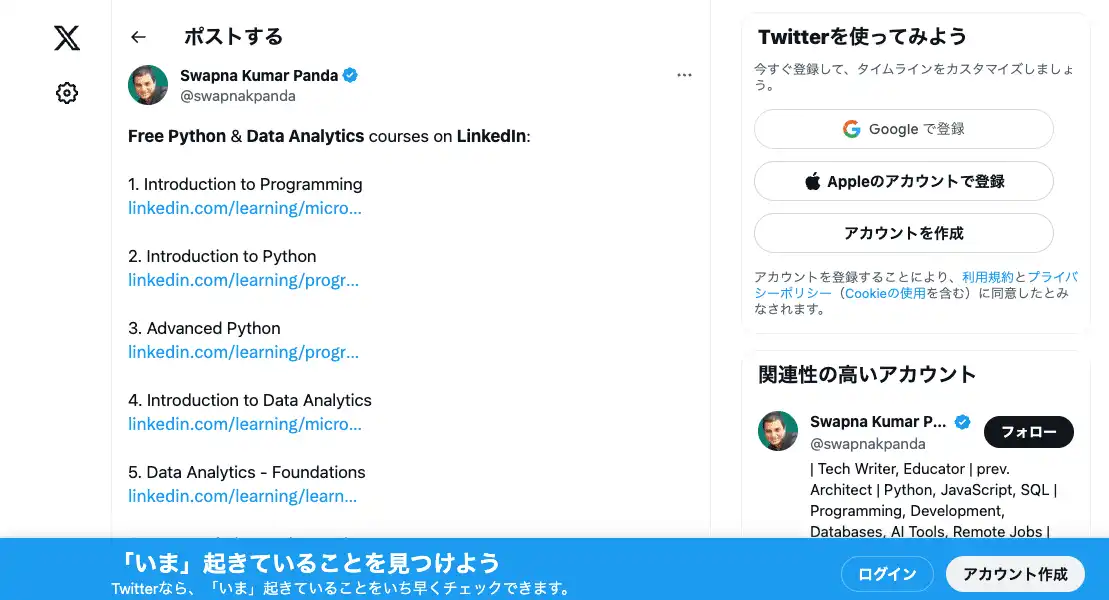 ポストする
Swapna Kumar Panda
@swapnakpanda
Free Python & Data Analytics courses on LinkedIn:
1. Introduction to Programming
linkedin.com/learning/micro...
2. Introduction to Python
linkedin.com/learning/progr...
3. Advanced Python
linkedin.com/learning/progr...
4. Introduction to Data Analytics
linkedin.com/learning/micro...
5. Data Analytics - Foundations
linkedin.com/learning/learn...
Twitterを使ってみよう
今すぐ登録して、タイムラインをカスタマイズしましょ
う。
Google で登録
Appleのアカウントで登録
アカウントを作成
アカウントを登録することにより、利用規約とプライバ
シーポリシー（Cookieの使用を含む）に同意したとみ
なされます。
関連性の高いアカウント
Swapna Kumar P...
@swapnakpanda
フォロー
| Tech Writer, Educator | prev.
Architect | Python, JavaScript, SQL |
Programming, Development,
Databases, AI Tools, Remote Jobs |
「いま」起きていることを見つけよう
Twitterなら、「いま」起きていることをいち早くチェックできます。
ログイン
アカウント作成